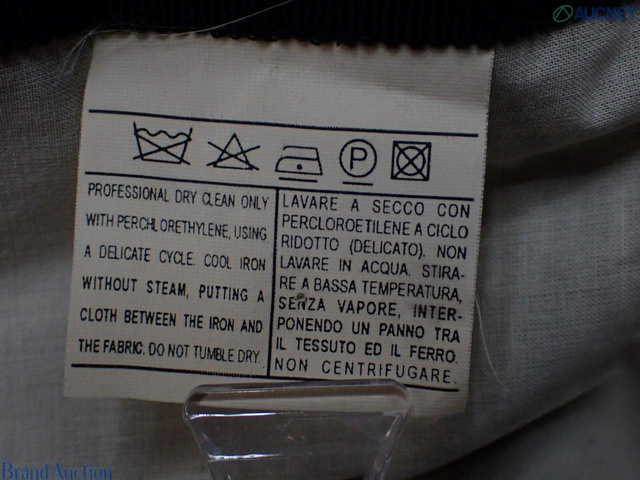 AUCNET
P
PROFESSIONAL DRY CLEAN ONLY
WITH PERCHLORETHYLENE, USING
A DELICATE CYCLE. COOL IRON
WITHOUT STEAM, PUTTING A
CLOTH BETWEEN THE IRON AND
THE FABRIC. DO NOT TUMBLE DRY.
LAVARE A SECCO CON
PERCLOROETILENE A CICLO
RIDOTTO (DELICATO). NON
LAVARE IN ACQUA. STIRA-
RE A BASSA TEMPERATURA,
SENZA VAPORE, INTER-
PONENDO UN PANNO TRA
IL TESSUTO ED IL FERRO.
NON CENTRIFUGARE.
Brand Auction